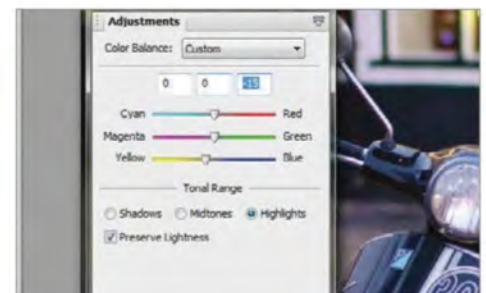 Adjustments
Color Balance: Custom
0 0 -15
Cyan Red
Magenta Green
Yellow Blue
Tonal Range
Shadows Midtones Highlights
Preserve Lightness